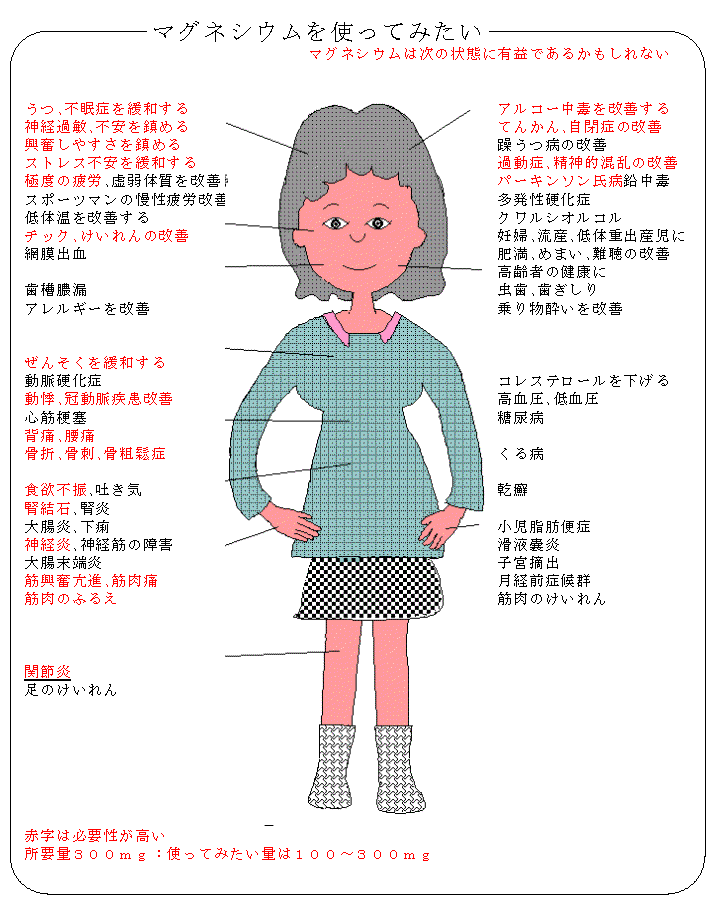 マグネシウムを使ってみたい
マグネシウムは次の状態に有益であるかもしれない
うつ、不眠症を緩和する
神経過敏、不安を鎮める
興奮しやすさを鎮める
ストレス不安を緩和する
極度の疲労、虚弱体質を改善
スポーツマンの慢性疲労改善
低体温を改善する
チック、けいれんの改善
網膜出血
歯槽膿漏
アレルギーを改善
ぜんそくを緩和する
動脈硬化症
動悸、冠動脈疾患改善
心筋梗塞
背痛、腰痛
骨折、骨刺、骨粗鬆症
食欲不振、吐き気
腎結石、腎炎
大腸炎、下痢
神経炎、神経筋の障害
大腸末端炎
筋興奮亢進、筋肉痛
筋肉のふるえ
関節炎
足のけいれん
アルコー中毒を改善する
てんかん、自閉症の改善
躁うつ病の改善
過動症、精神的混乱の改善
パーキンソン氏病鉛中毒
多発性硬化症
クワルシオルコル
妊婦、流産、低体重出産児に
肥満、めまい、難聴の改善
高齢者の健康に
虫歯、歯ぎしり
乗り物酔いを改善
コレステロールを下げる
高血圧、低血圧
糖尿病
くる病
乾癬
小児脂肪便症
滑液嚢炎
子宮摘出
月経前症候群
筋肉のけいれん
赤字は必要性が高い
所要量３００ｍｇ：使ってみたい量は１００～３００ｍｇ